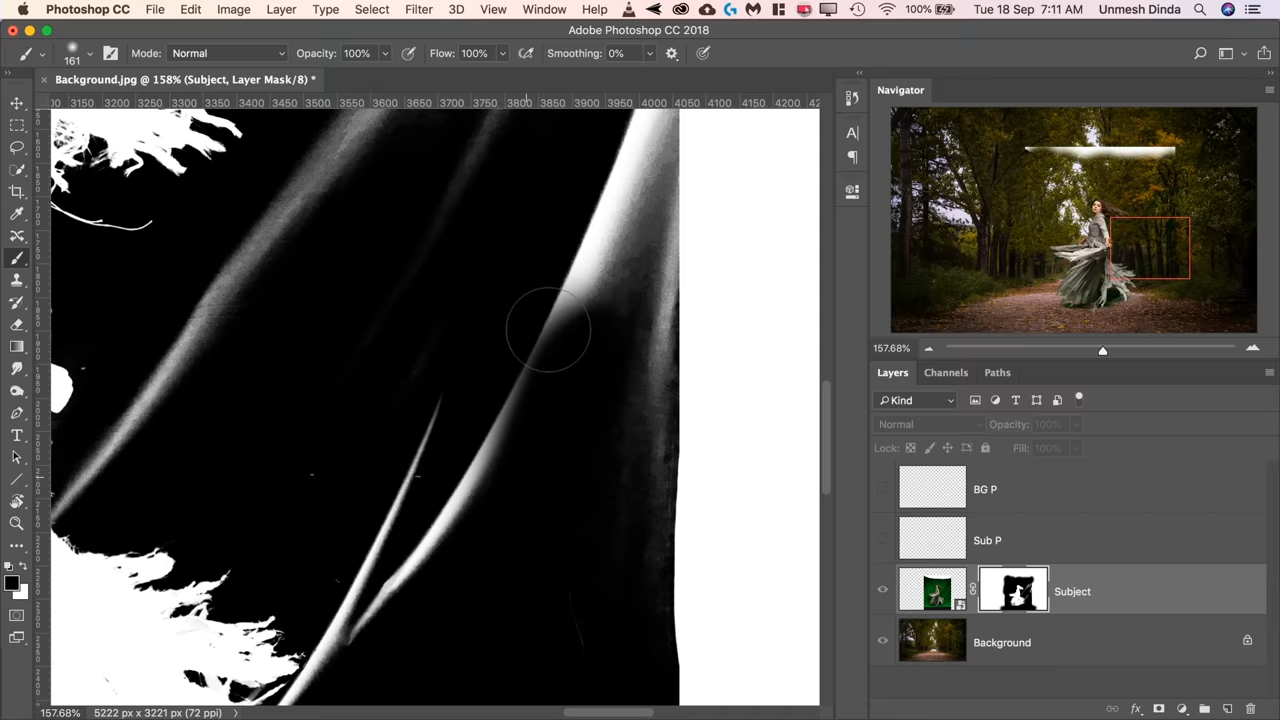 Photoshop CC File Edit Image Layer Type Select Filter 3D View Window Help 100% Tue 18 Sep 7:11 AM Unmesh Dinda
Adobe Photoshop CC 2018
161 Mode: Normal Opacity: 100% Flow: 100% Smoothing: 0%
Background.jpg @ 158% (Subject, Layer Mask/8) *
3150 3200 3250 3300 3350 3400 3450 3500 3550 3600 3650 3700 3750 3800 3850 3900 3950 4000 4050 4100 4150 4200
Navigator
157.68%
Layers Channels Paths
Kind
Normal Opacity: 100%
Lock: Fill: 100%
BG P
Sub P
Subject
Background
157.68% 5222 px x 3221 px (72 ppi)